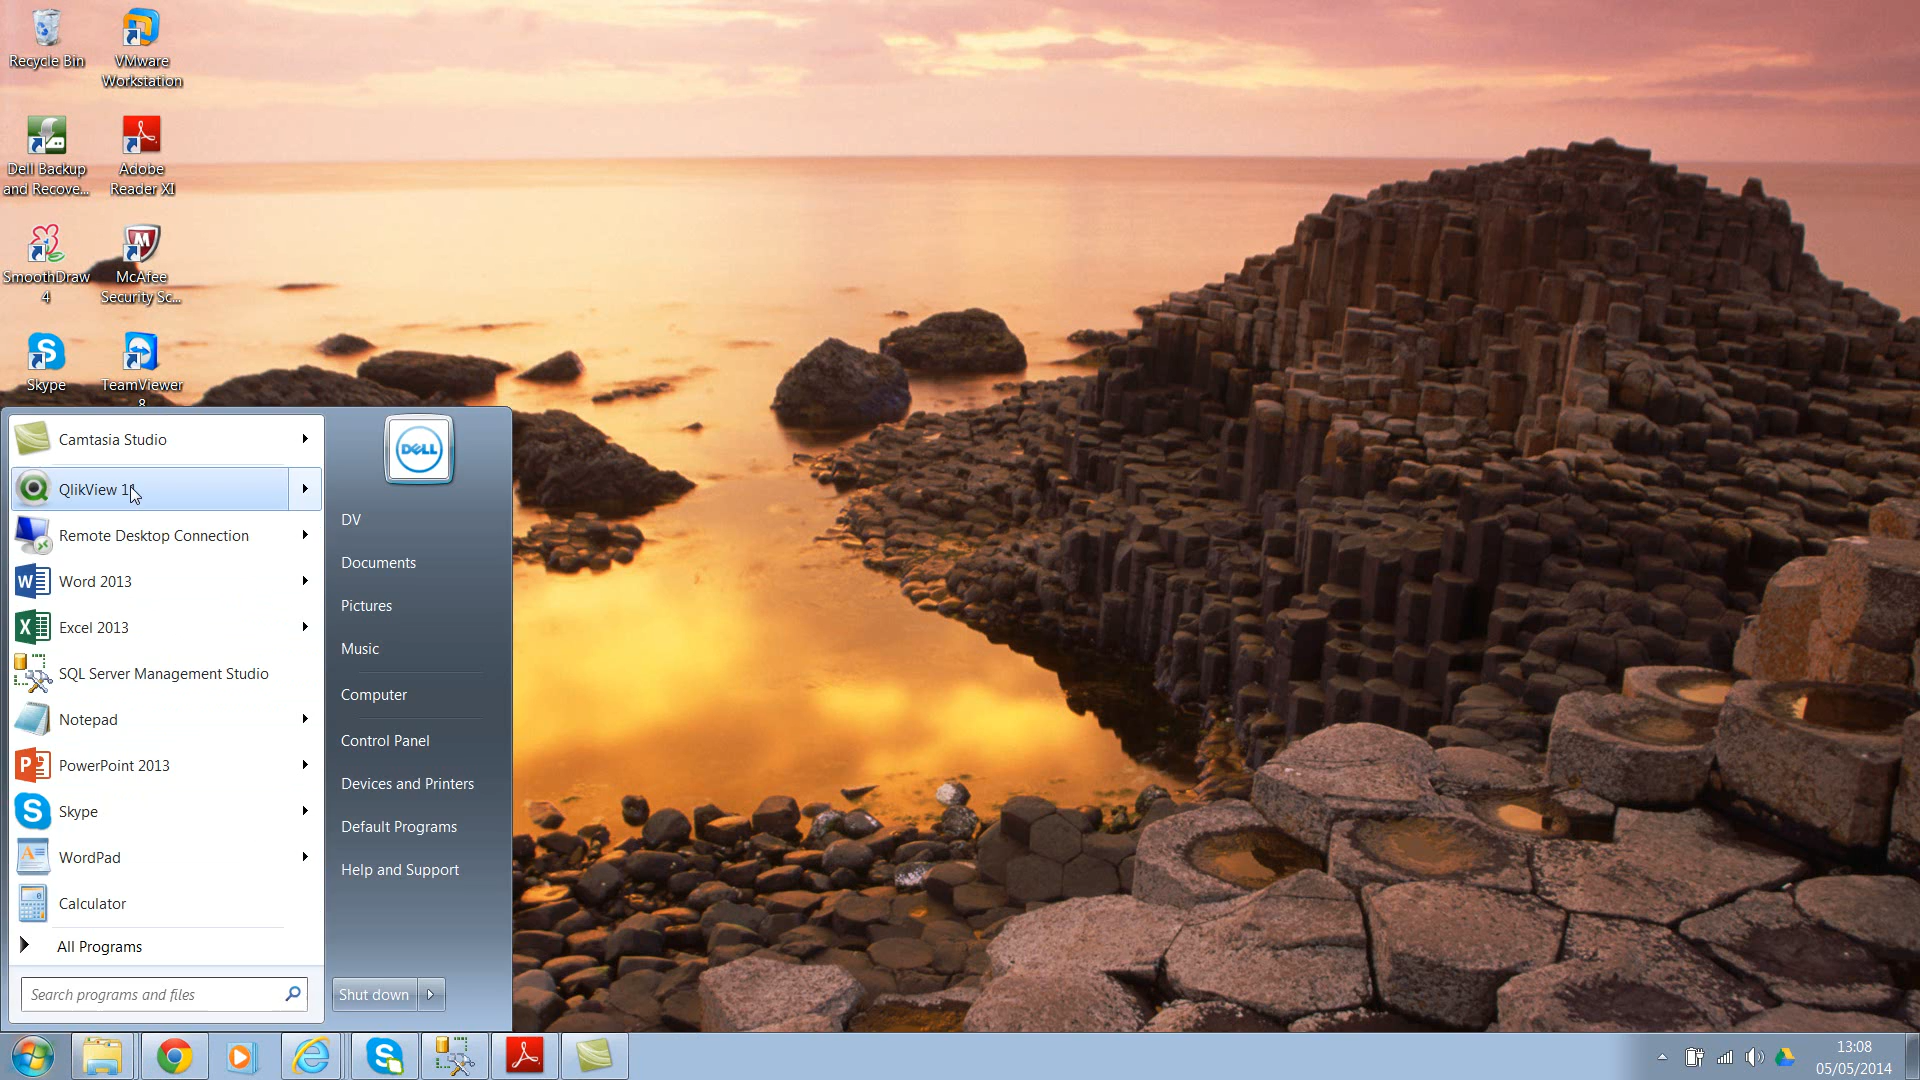 Recycle Bin
VMware
Workstation
Dell Backup
and Recove...
Adobe
Reader XI
SmoothDraw
4
McAfee
Security Sc...
Skype
TeamViewer
8
Camtasia Studio
QlikView 11
Remote Desktop Connection
Word 2013
Excel 2013
SQL Server Management Studio
Notepad
PowerPoint 2013
Skype
WordPad
Calculator
All Programs
Search programs and files
DELL
DV
Documents
Pictures
Music
Computer
Control Panel
Devices and Printers
Default Programs
Help and Support
Shut down
13:08
05/05/2014